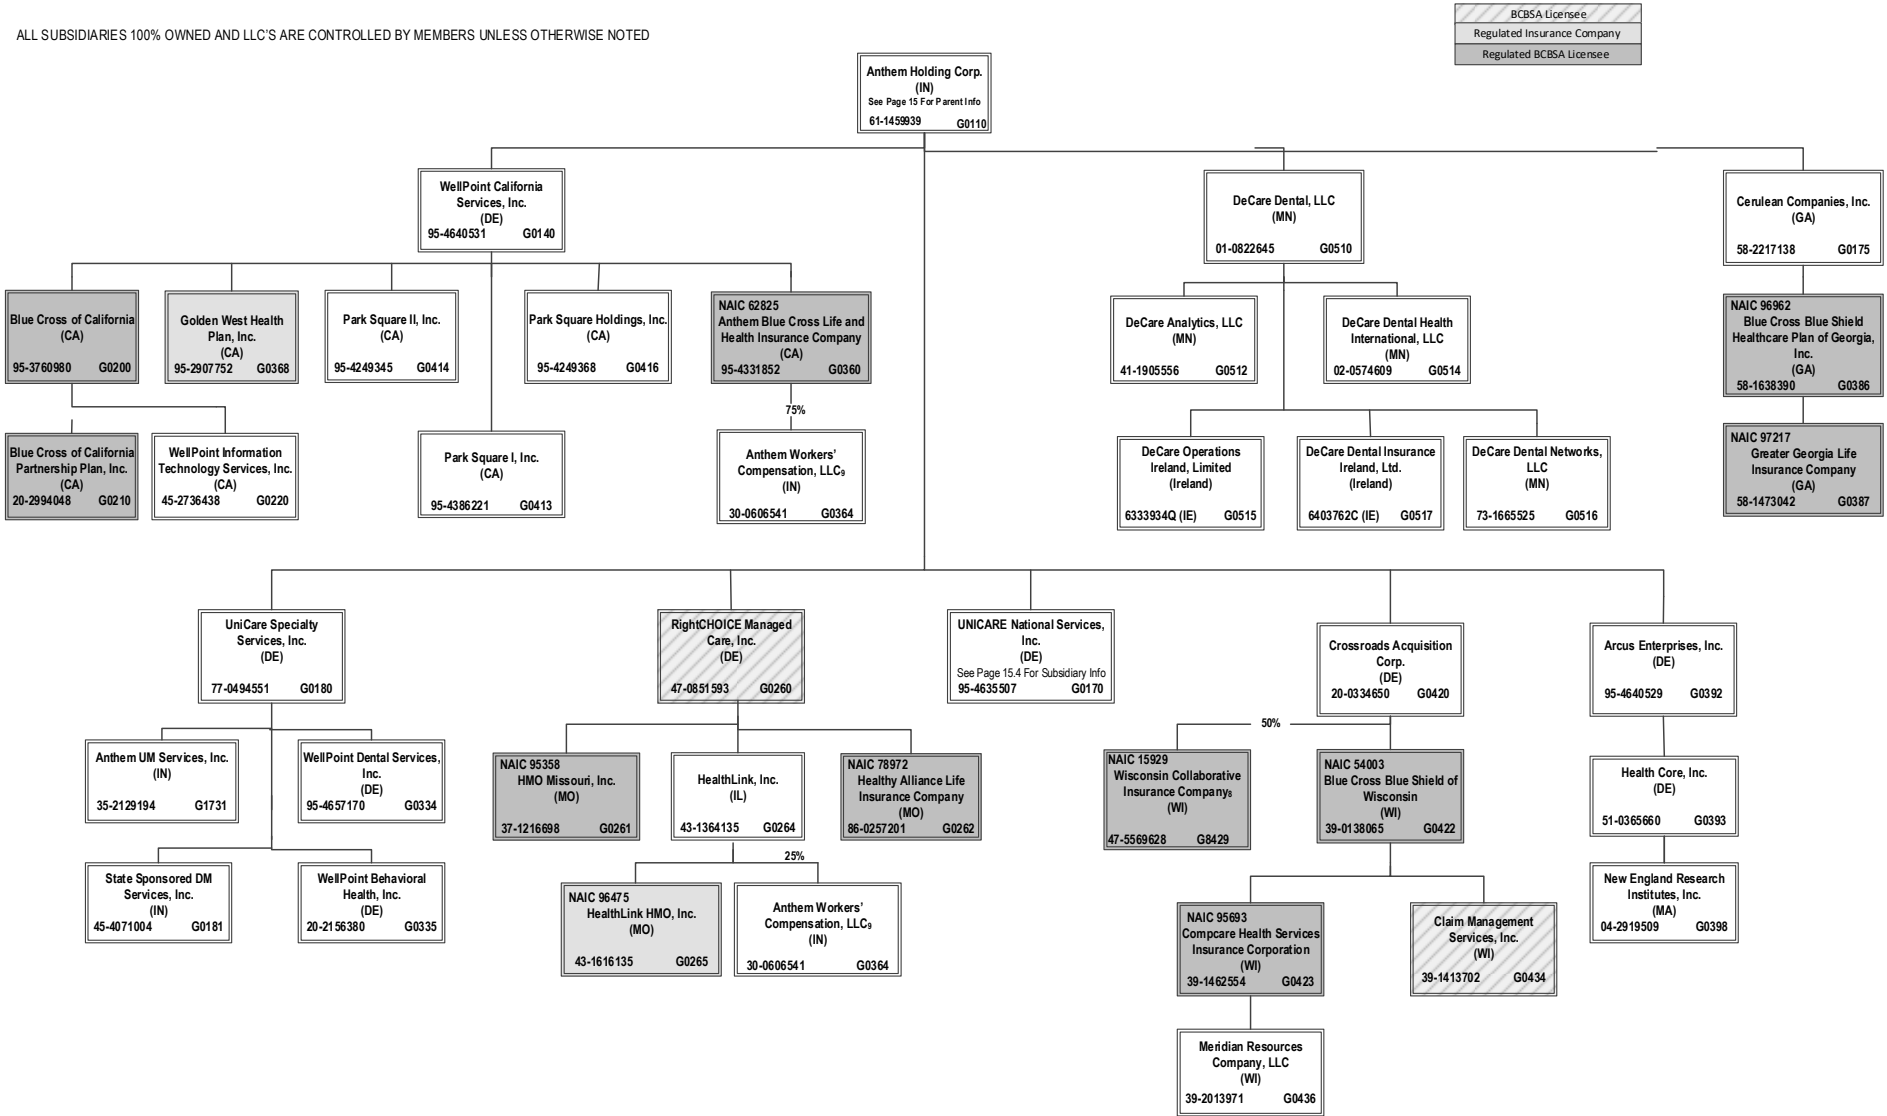 ALL SUBSIDIARIES 100% OWNED AND LLC'S ARE CONTROLLED BY MEMBERS UNLESS OTHERWISE NOTED
BCBSA Licensee
Regulated Insurance Company
Regulated BCBSA Licensee
Anthem Holding Corp.
(IN)
See Page 15 For Parent Info
61-1459939 G0110
WellPoint California
Services, Inc.
(DE)
95-4640531 G0140
DeCare Dental, LLC
(MN)
01-0822645 G0510
Cerulean Companies, Inc.
(GA)
58-2217138 G0175
Blue Cross of California
(CA)
95-3760980 G0200
Golden West Health
Plan, Inc.
(CA)
95-2907752 G0368
Park Square II, Inc.
(CA)
95-4249345 G0414
Park Square Holdings, Inc.
(CA)
95-4249368 G0416
NAIC 62825
Anthem Blue Cross Life and
Health Insurance Company
(CA)
95-4331852 G0360
DeCare Analytics, LLC
(MN)
41-1905556 G0512
DeCare Dental Health
International, LLC
(MN)
02-0574609 G0514
NAIC 96962
Blue Cross Blue Shield
Healthcare Plan of Georgia,
Inc.
(GA)
58-1638390 G0386
75%
Blue Cross of California
Partnership Plan, Inc.
(CA)
20-2994048 G0210
WellPoint Information
Technology Services, Inc.
(CA)
45-2736438 G0220
Park Square I, Inc.
(CA)
95-4386221 G0413
Anthem Workers'
Compensation, LLC₉
(IN)
30-0606541 G0364
DeCare Operations
Ireland, Limited
(Ireland)
6333934Q (IE) G0515
DeCare Dental Insurance
Ireland, Ltd.
(Ireland)
6403762C (IE) G0517
DeCare Dental Networks,
LLC
(MN)
73-1665525 G0516
NAIC 97217
Greater Georgia Life
Insurance Company
(GA)
58-1473042 G0387
UniCare Specialty
Services, Inc.
(DE)
77-0494551 G0180
RightCHOICE Managed
Care, Inc.
(DE)
47-0851593 G0260
UNICARE National Services,
Inc.
(DE)
See Page 15.4 For Subsidiary Info
95-4635507 G0170
Crossroads Acquisition
Corp.
(DE)
20-0334650 G0420
Arcus Enterprises, Inc.
(DE)
95-4640529 G0392
50%
Anthem UM Services, Inc.
(IN)
35-2129194 G1731
WellPoint Dental Services,
Inc.
(DE)
95-4657170 G0334
NAIC 95358
HMO Missouri, Inc.
(MO)
37-1216698 G0261
HealthLink, Inc.
(IL)
43-1364135 G0264
NAIC 78972
Healthy Alliance Life
Insurance Company
(MO)
86-0257201 G0262
NAIC 15929
Wisconsin Collaborative
Insurance Company₈
(WI)
47-5569628 G8429
NAIC 54003
Blue Cross Blue Shield of
Wisconsin
(WI)
39-0138065 G0422
Health Core, Inc.
(DE)
51-0365660 G0393
25%
State Sponsored DM
Services, Inc.
(IN)
45-4071004 G0181
WellPoint Behavioral
Health, Inc.
(DE)
20-2156380 G0335
NAIC 96475
HealthLink HMO, Inc.
(MO)
43-1616135 G0265
Anthem Workers'
Compensation, LLC₉
(IN)
30-0606541 G0364
NAIC 95693
Compcare Health Services
Insurance Corporation
(WI)
39-1462554 G0423
Claim Management
Services, Inc.
(WI)
39-1413702 G0434
New England Research
Institutes, Inc.
(MA)
04-2919509 G0398
Meridian Resources
Company, LLC
(WI)
39-2013971 G0436